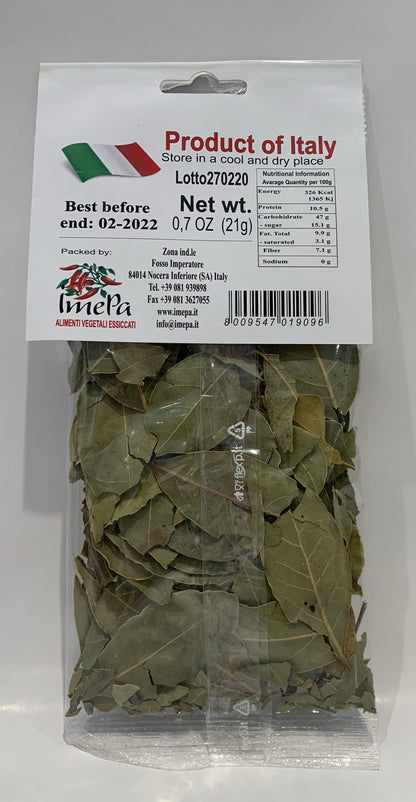 Product of Italy
Store in a cool and dry place
Lotto270220
Best before
end: 02-2022
Net wt.
0,7 OZ (21g)
Nutritional Information
Avarage Quantity per 100g
Energy 326 Kcal
1365 Kj
Protein 10.5 g
Carbohidrate 47 g
- sugar 15.1 g
Fat. Total 9.9 g
- saturated 3.1 g
Fiber 7.1 g
Sodium 0 g
Packed by:
ImePa
ALIMENTI VEGETALI ESSICCATI
Zona ind.le
Fosso Imperatore
84014 Nocera Inferiore (SA) Italy
Tel. +39 081 939898
Fax +39 081 3627055
www.imepa.it
info@imepa.it
8 009547 019096
flexp.it